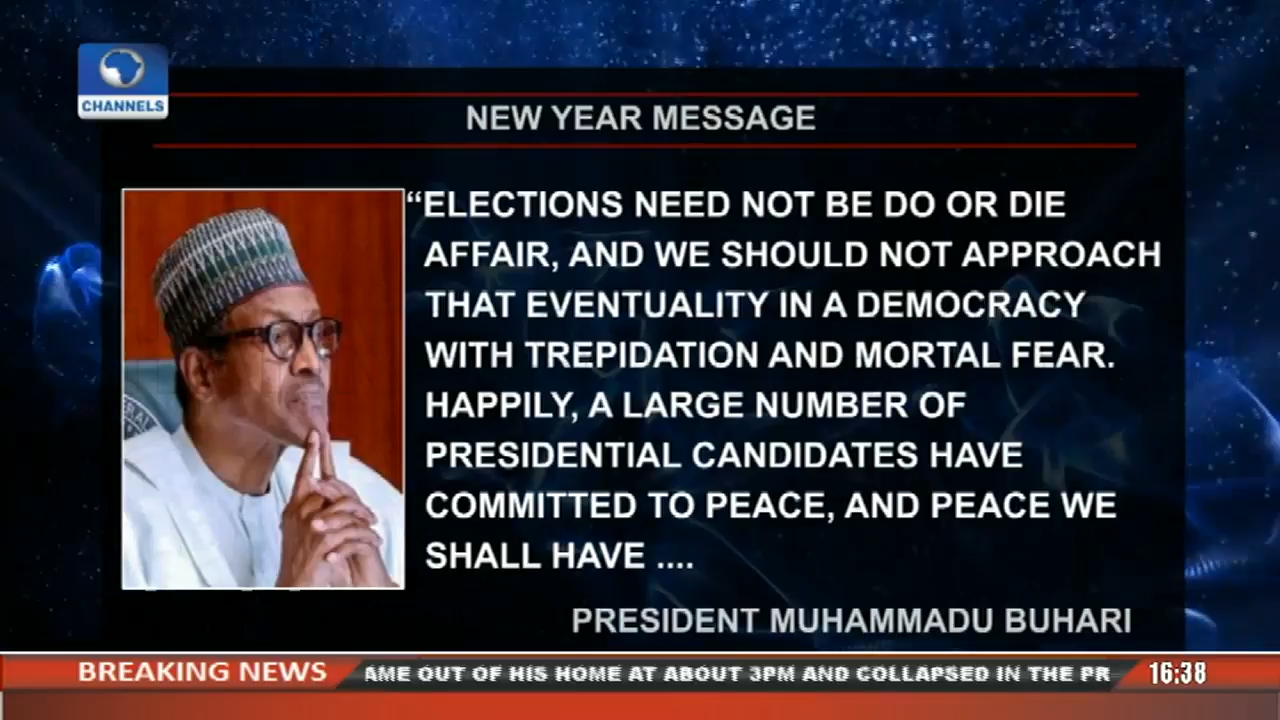 CHANNELS
NEW YEAR MESSAGE
“ELECTIONS NEED NOT BE DO OR DIE
AFFAIR, AND WE SHOULD NOT APPROACH
THAT EVENTUALITY IN A DEMOCRACY
WITH TREPIDATION AND MORTAL FEAR.
HAPPILY, A LARGE NUMBER OF
PRESIDENTIAL CANDIDATES HAVE
COMMITTED TO PEACE, AND PEACE WE
SHALL HAVE ....
PRESIDENT MUHAMMADU BUHARI
BREAKING NEWS AME OUT OF HIS HOME AT ABOUT 3PM AND COLLAPSED IN THE PR 16:38